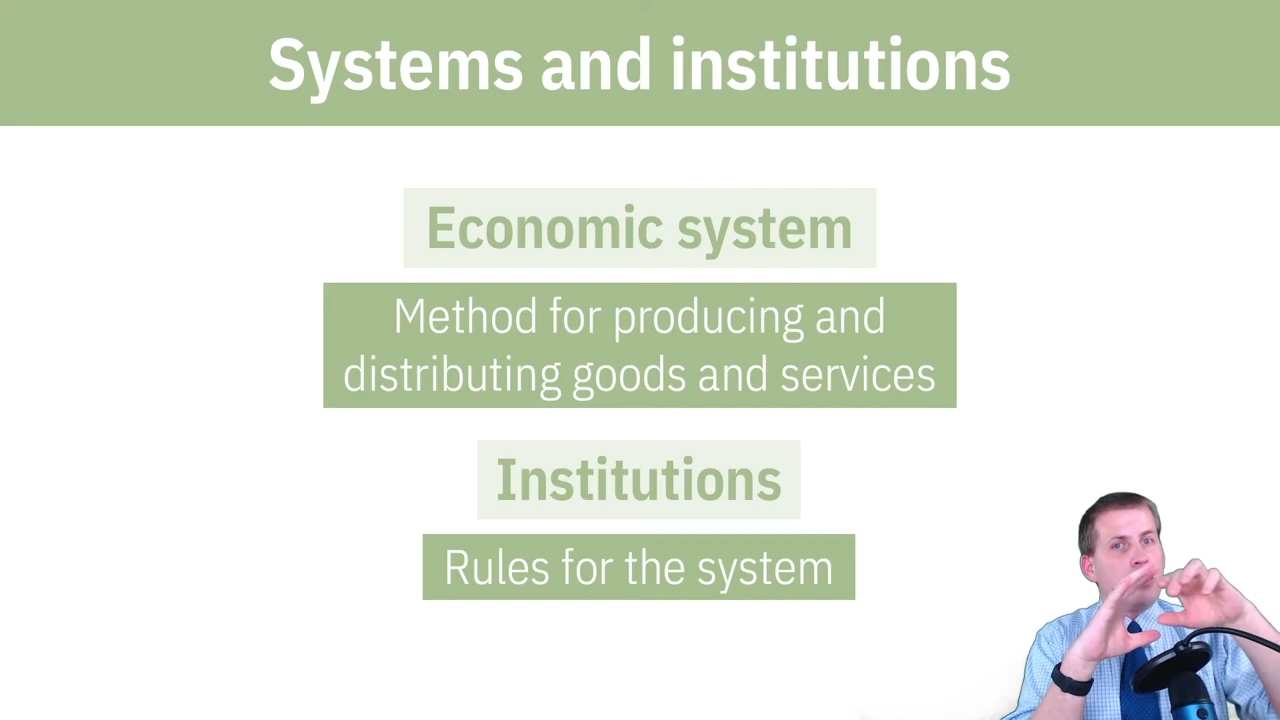 Systems and institutions
Economic system
Method for producing and
distributing goods and services
Institutions
Rules for the system